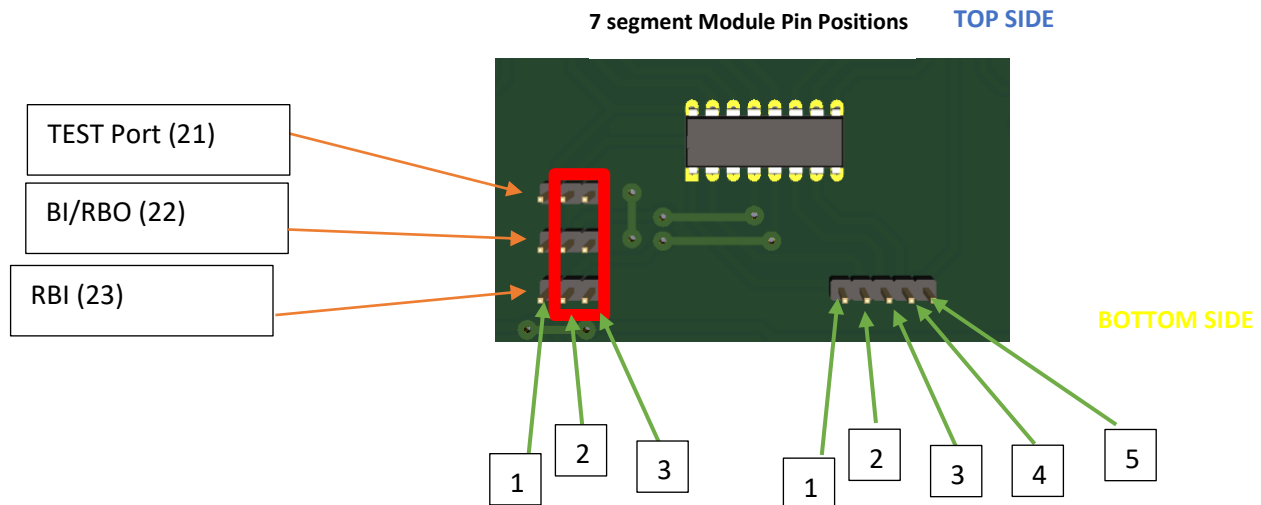 7 segment Module Pin Positions
TOP SIDE
TEST Port (21)
BI/RBO (22)
RBI (23)
BOTTOM SIDE
1
2
3
1
2
3
4
5